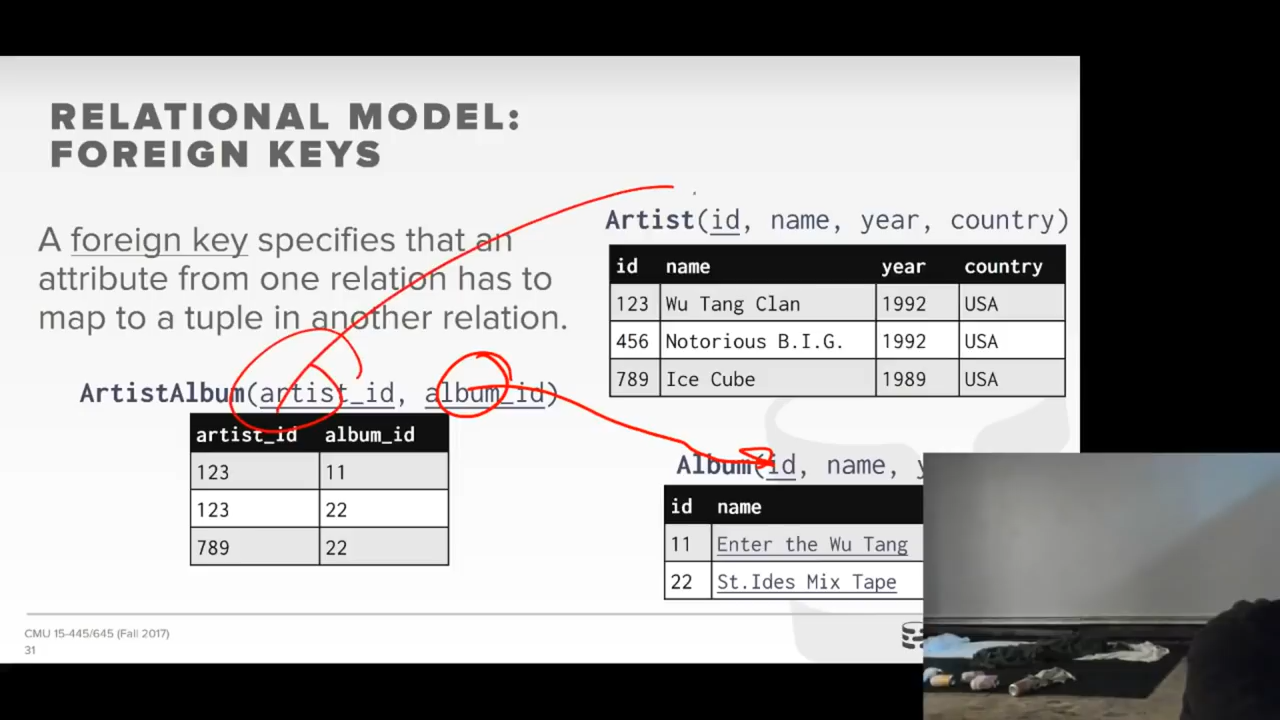 RELATIONAL MODEL:
FOREIGN KEYS
A foreign key specifies that an
attribute from one relation has to
map to a tuple in another relation.
ArtistAlbum(artist_id, album_id)
artist_id album_id
123 11
123 22
789 22
Artist(id, name, year, country)
id name year country
123 Wu Tang Clan 1992 USA
456 Notorious B.I.G. 1992 USA
789 Ice Cube 1989 USA
Album(id, name, y
id name
11 Enter the Wu Tang
22 St.Ides Mix Tape
CMU 15-445/645 (Fall 2017)
31